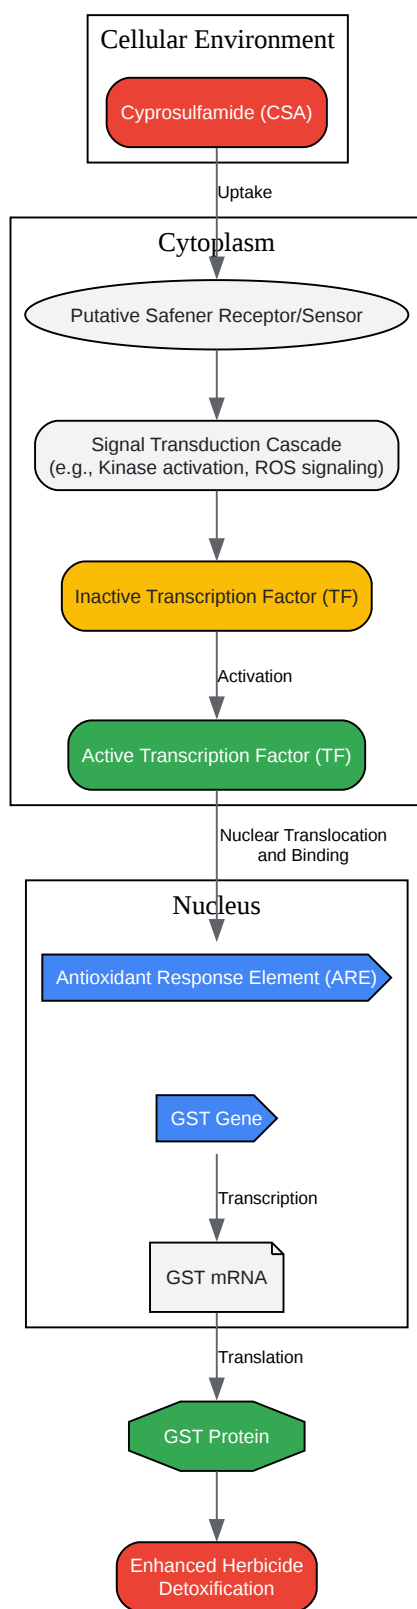 Cellular Environment
Cyprosulfamide (CSA)
Uptake
Cytoplasm
Putative Safener Receptor/Sensor
Signal Transduction Cascade
(e.g., Kinase activation, ROS signaling)
Inactive Transcription Factor (TF)
Activation
Active Transcription Factor (TF)
Nuclear Translocation
and Binding
Nucleus
Antioxidant Response Element (ARE)
GST Gene
Transcription
GST mRNA
Translation
GST Protein
Enhanced Herbicide
Detoxification